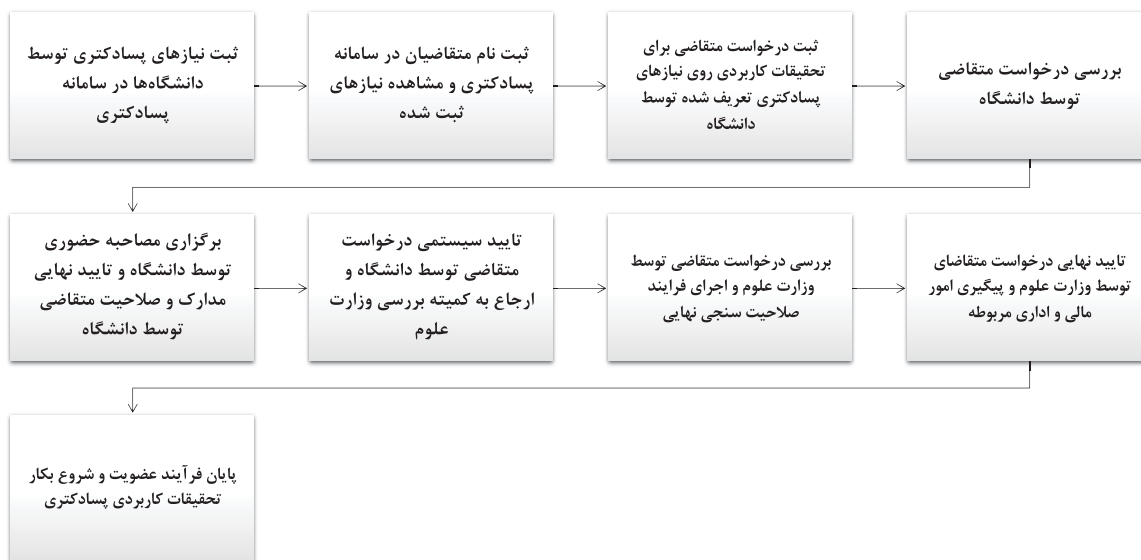 ثبت نیازهای پسادکتری توسط
دانشگاه‌ها در سامانه
پسادکتری
ثبت نام متقاضیان در سامانه
پسادکتری و مشاهده نیازهای
ثبت شده
ثبت درخواست متقاضی برای
تحقیقات کاربردی روی نیازهای
پسادکتری تعریف شده توسط
دانشگاه
بررسی درخواست متقاضی
توسط دانشگاه
برگزاری مصاحبه حضوری
توسط دانشگاه و تایید نهایی
مدارک و صلاحیت متقاضی
توسط دانشگاه
تایید سیستمی درخواست
متقاضی توسط دانشگاه و
ارجاع به کمیته بررسی وزارت
علوم
بررسی درخواست متقاضی توسط
وزارت علوم و اجرای فرایند
صلاحیت سنجی نهایی
تایید نهایی درخواست متقاضای
توسط وزارت علوم و پیگیری امور
مالی و اداری مربوطه
پایان فرآیند عضویت و شروع بکار
تحقیقات کاربردی پسادکتری